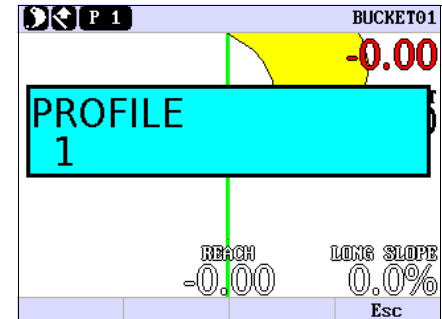 P 1
BUCKET01
-0.00
PROFILE
1
REACH
LONG SLOPE
-0.00
0.0%
Esc